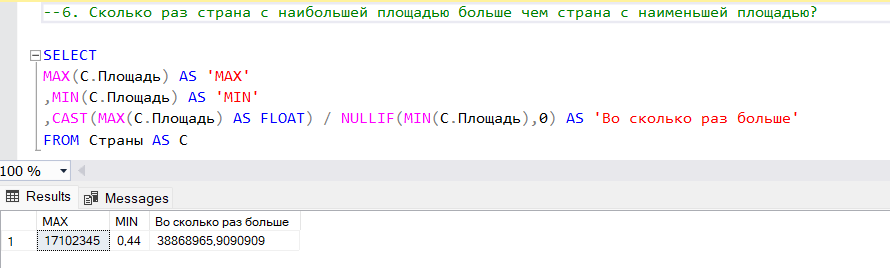 --6. Сколько раз страна с наибольшей площадью больше чем страна с наименьшей площадью?
SELECT
MAX(С.Площадь) AS 'MAX'
,MIN(С.Площадь) AS 'MIN'
,CAST(MAX(С.Площадь) AS FLOAT) / NULLIF(MIN(С.Площадь),0) AS 'Во сколько раз больше'
FROM Страны AS С
100 %
Results Messages
MAX MIN Во сколько раз больше
1 17102345 0,44 38868965,9090909